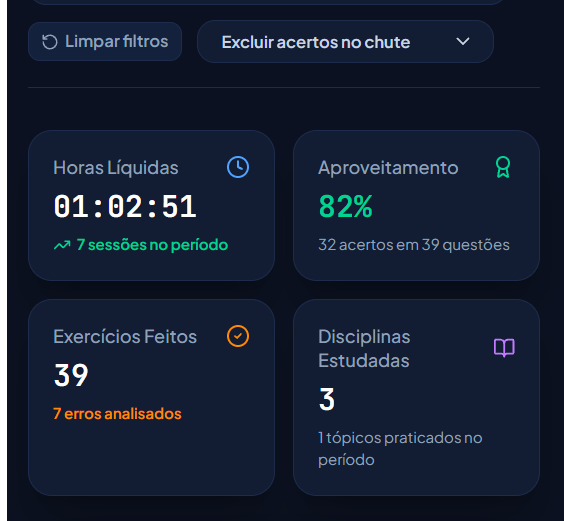 Limpar filtros
Excluir acertos no chute
Horas Líquidas
01:02:51
7 sessões no período
Aproveitamento
82%
32 acertos em 39 questões
Exercícios Feitos
39
7 erros analisados
Disciplinas
Estudadas
3
1 tópicos praticados no
período